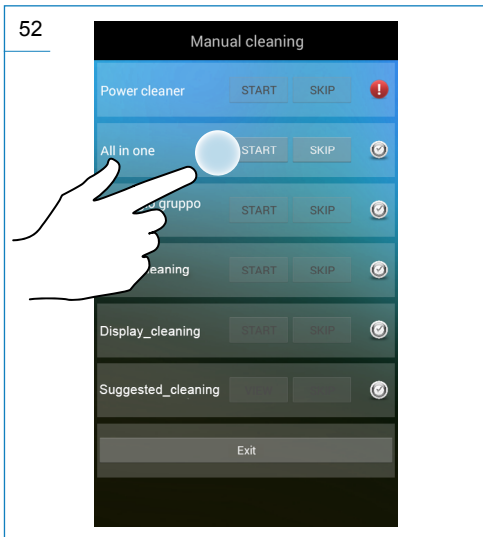 52
Manual cleaning
Power cleaner START SKIP
All in one START SKIP
gruppo START SKIP
eaning START SKIP
Display_cleaning START SKIP
Suggested_cleaning
Exit